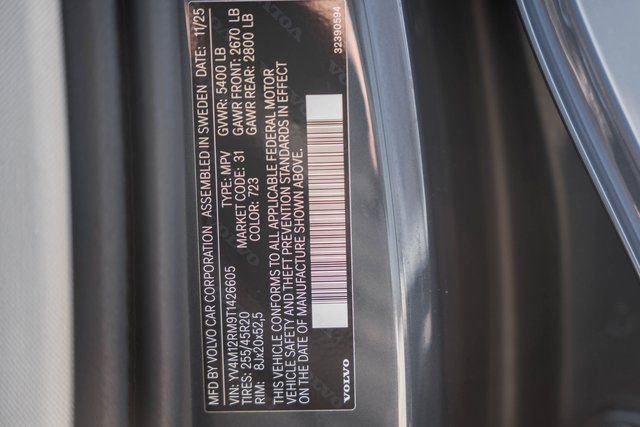 MFD BY VOLVO CAR CORPORATION ASSEMBLED IN SWEDEN DATE: 11/25
VIN: YV4M12RM9T1426605 TYPE: MPV GVWR: 5400 LB
TIRES: 255/45R20 MARKET CODE: 31 GAWR FRONT: 2670 LB
RIM: 8Jx20x52,5 COLOR: 723 GAWR REAR: 2800 LB
THIS VEHICLE CONFORMS TO ALL APPLICABLE FEDERAL MOTOR
VEHICLE SAFETY AND THEFT PREVENTION STANDARDS IN EFFECT
ON THE DATE OF MANUFACTURE SHOWN ABOVE.
VOLVO 32390594